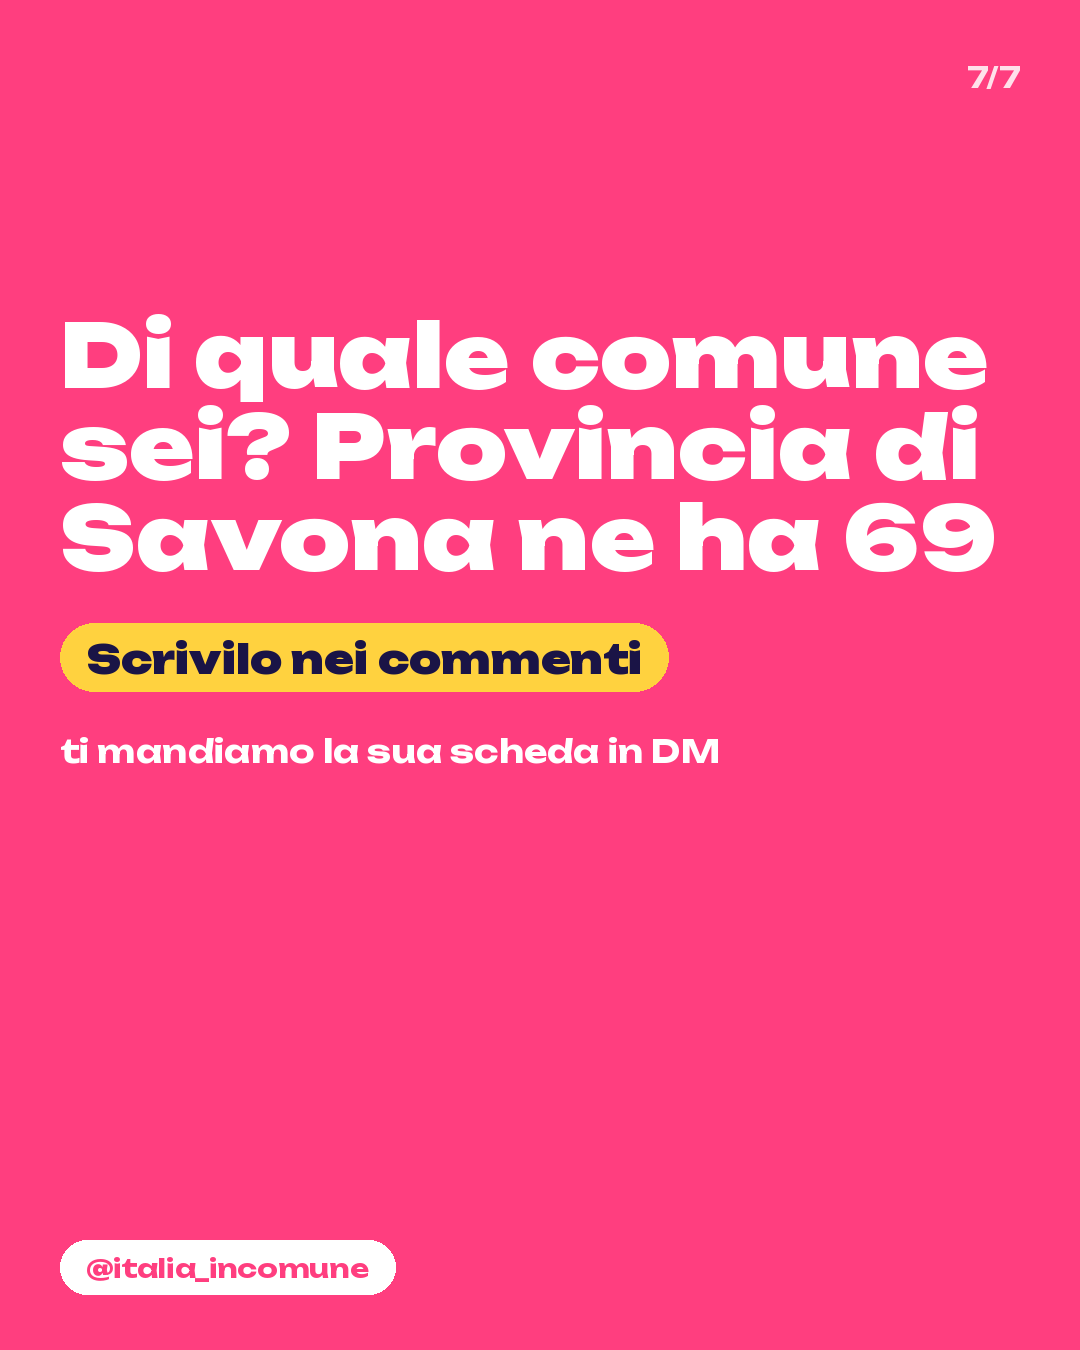 7/7
Di quale comune
sei? Provincia di
Savona ne ha 69
Scrivilo nei commenti
ti mandiamo la sua scheda in DM
@italia_incomune